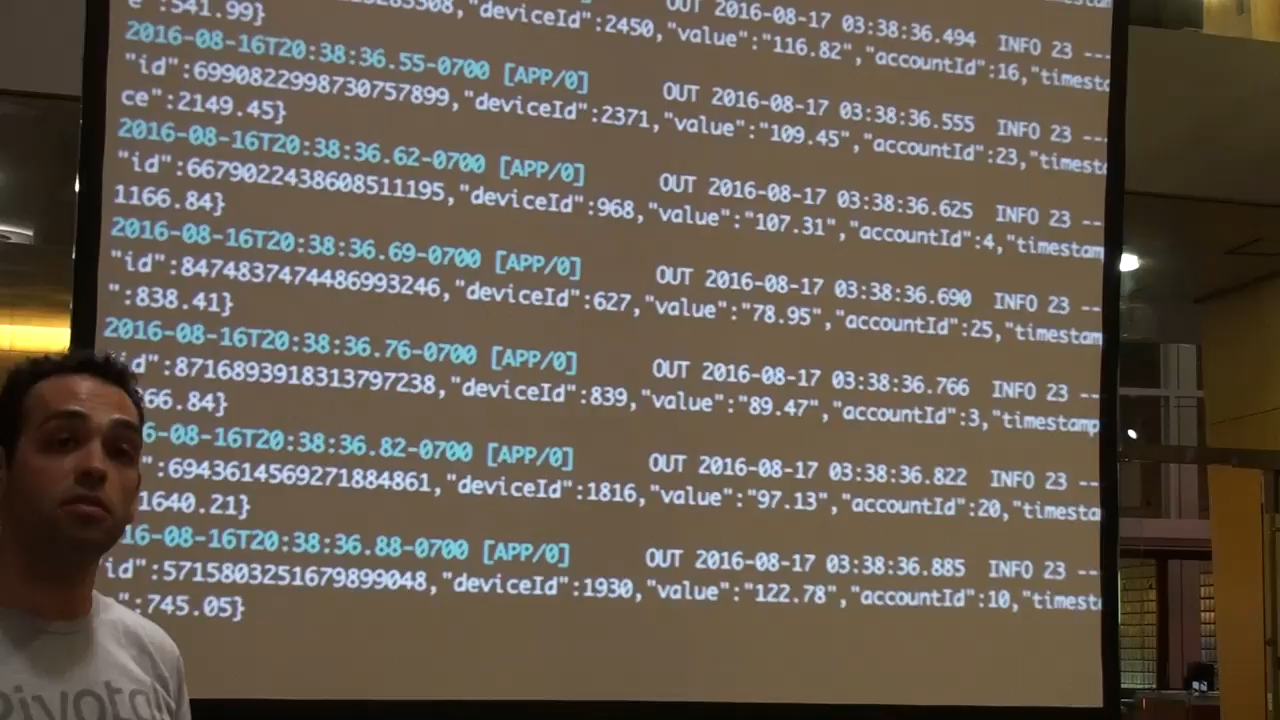 ,"deviceId":2450,"value":"116.82","accountId":16,"timestc
e":541.99}
2016-08-16T20:38:36.55-0700 [APP/0] OUT 2016-08-17 03:38:36.555 INFO 23 ---
"id":6990822998730757899,"deviceId":2371,"value":"109.45","accountId":23,"timestc
ce":2149.45}
2016-08-16T20:38:36.62-0700 [APP/0] OUT 2016-08-17 03:38:36.625 INFO 23 ---
"id":6679022438608511195,"deviceId":968,"value":"107.31","accountId":4,"timestam
1166.84}
2016-08-16T20:38:36.69-0700 [APP/0] OUT 2016-08-17 03:38:36.690 INFO 23 ---
"id":8474837474486993246,"deviceId":627,"value":"78.95","accountId":25,"timestam
":838.41}
2016-08-16T20:38:36.76-0700 [APP/0] OUT 2016-08-17 03:38:36.766 INFO 23 --
id":8716893918313797238,"deviceId":839,"value":"89.47","accountId":3,"timestamp
66.84}
6-08-16T20:38:36.82-0700 [APP/0] OUT 2016-08-17 03:38:36.822 INFO 23 --
":6943614569271884861,"deviceId":1816,"value":"97.13","accountId":20,"timesta
1640.21}
16-08-16T20:38:36.88-0700 [APP/0] OUT 2016-08-17 03:38:36.885 INFO 23 --
id":5715803251679899048,"deviceId":1930,"value":"122.78","accountId":10,"timest
":745.05}
Pivota